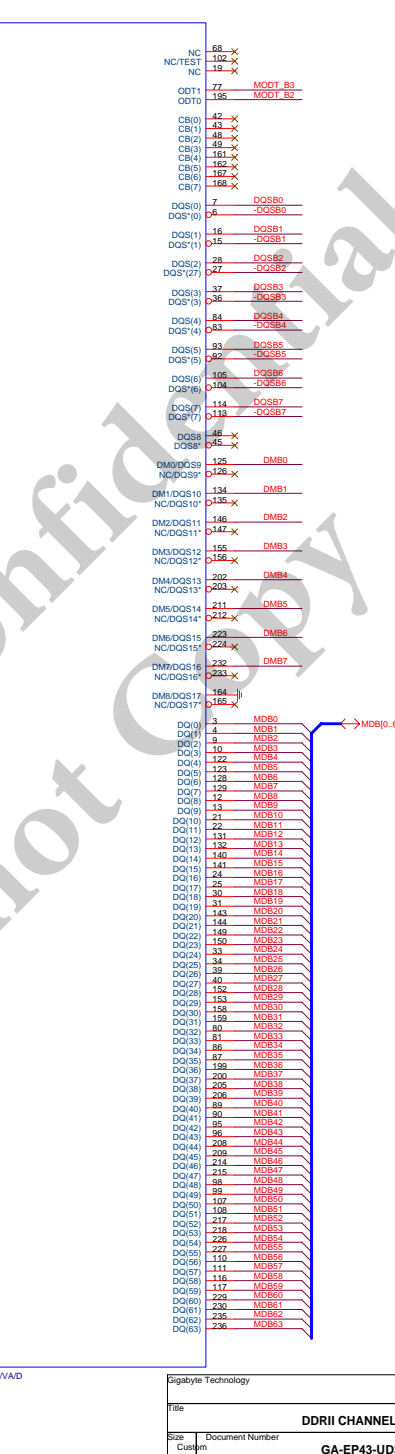 NC 68
NC/TEST 102
NC 19
ODT1 77 MODT_B3
ODT0 195 MODT_B2
CB(0) 42
CB(1) 43
CB(2) 48
CB(3) 49
CB(4) 161
CB(5) 162
CB(6) 167
CB(7) 168
DQS(0) 7 DQSB0
DQS*(0) 6 -DQSB0
DQS(1) 16 DQSB1
DQS*(1) 15 -DQSB1
DQS(2) 28 DQSB2
DQS*(27) 27 -DQSB2
DQS(3) 37 DQSB3
DQS*(3) 36 -DQSB3
DQS(4) 84 DQSB4
DQS*(4) 83 -DQSB4
DQS(5) 93 DQSB5
DQS*(5) 92 -DQSB5
DQS(6) 105 DQSB6
DQS*(6) 104 -DQSB6
DQS(7) 114 DQSB7
DQS*(7) 113 -DQSB7
DQS8 46
DQS8* 45
DM0/DQS9 125 DMB0
NC/DQS9* 126
DM1/DQS10 134 DMB1
NC/DQS10* 135
DM2/DQS11 146 DMB2
NC/DQS11* 147
DM3/DQS12 155 DMB3
NC/DQS12* 156
DM4/DQS13 202 DMB4
NC/DQS13* 203
DM5/DQS14 211 DMB5
NC/DQS14* 212
DM6/DQS15 223 DMB6
NC/DQS15* 224
DM7/DQS16 232 DMB7
NC/DQS16* 233
DM8/DQS17 164
NC/DQS17* 165
DQ(0) 3 MDB0
DQ(1) 4 MDB1
DQ(2) 9 MDB2
DQ(3) 10 MDB3
DQ(4) 122 MDB4
DQ(5) 123 MDB5
DQ(6) 128 MDB6
DQ(7) 129 MDB7
DQ(8) 12 MDB8
DQ(9) 13 MDB9
DQ(10) 21 MDB10
DQ(11) 22 MDB11
DQ(12) 131 MDB12
DQ(13) 132 MDB13
DQ(14) 140 MDB14
DQ(15) 141 MDB15
DQ(16) 24 MDB16
DQ(17) 25 MDB17
DQ(18) 30 MDB18
DQ(19) 31 MDB19
DQ(20) 143 MDB20
DQ(21) 144 MDB21
DQ(22) 149 MDB22
DQ(23) 150 MDB23
DQ(24) 33 MDB24
DQ(25) 34 MDB25
DQ(26) 39 MDB26
DQ(27) 40 MDB27
DQ(28) 152 MDB28
DQ(29) 153 MDB29
DQ(30) 158 MDB30
DQ(31) 159 MDB31
DQ(32) 80 MDB32
DQ(33) 81 MDB33
DQ(34) 86 MDB34
DQ(35) 87 MDB35
DQ(36) 199 MDB36
DQ(37) 200 MDB37
DQ(38) 205 MDB38
DQ(39) 206 MDB39
DQ(40) 89 MDB40
DQ(41) 90 MDB41
DQ(42) 95 MDB42
DQ(43) 96 MDB43
DQ(44) 208 MDB44
DQ(45) 209 MDB45
DQ(46) 214 MDB46
DQ(47) 215 MDB47
DQ(48) 98 MDB48
DQ(49) 99 MDB49
DQ(50) 107 MDB50
DQ(51) 108 MDB51
DQ(52) 217 MDB52
DQ(53) 218 MDB53
DQ(54) 226 MDB54
DQ(55) 227 MDB55
DQ(56) 110 MDB56
DQ(57) 111 MDB57
DQ(58) 116 MDB58
DQ(59) 117 MDB59
DQ(60) 229 MDB60
DQ(61) 230 MDB61
DQ(62) 235 MDB62
DQ(63) 236 MDB63
MDB[0..6
/VA/D
Gigabyte Technology
Title
DDRII CHANNEL
Size Document Number
Custom
GA-EP43-UD
onfidential
not Copy